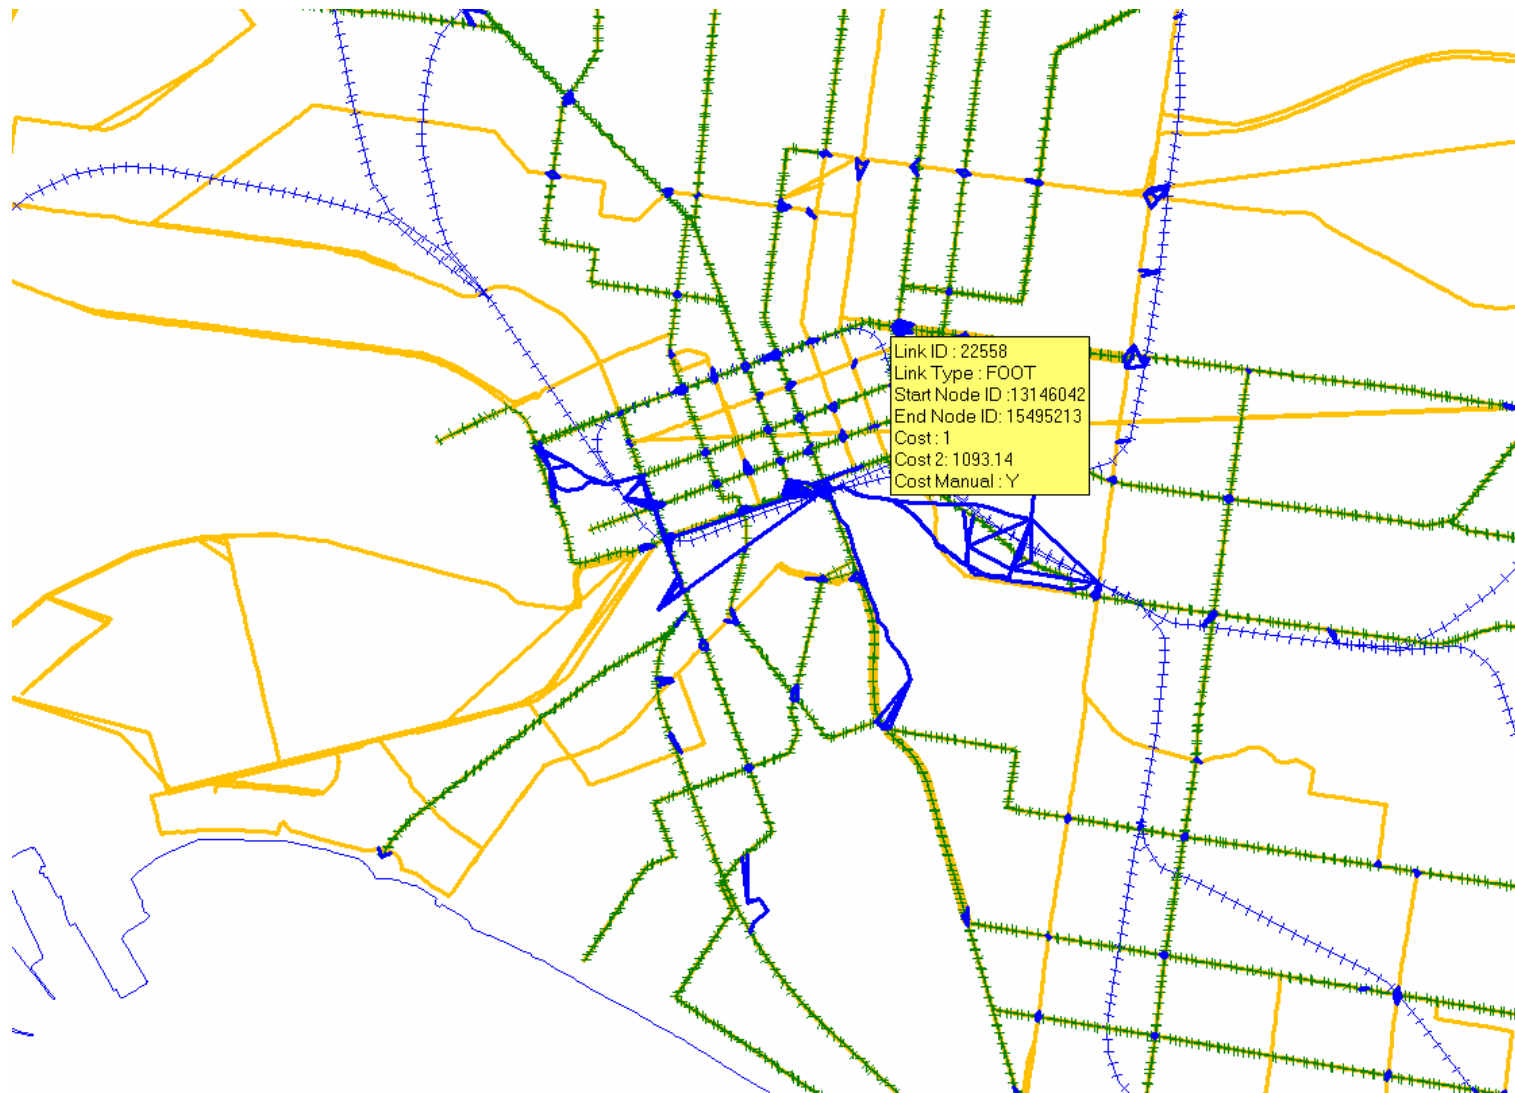 Link ID : 22558
Link Type : FOOT
Start Node ID :13146042
End Node ID: 15495213
Cost : 1
Cost 2: 1093.14
Cost Manual : Y